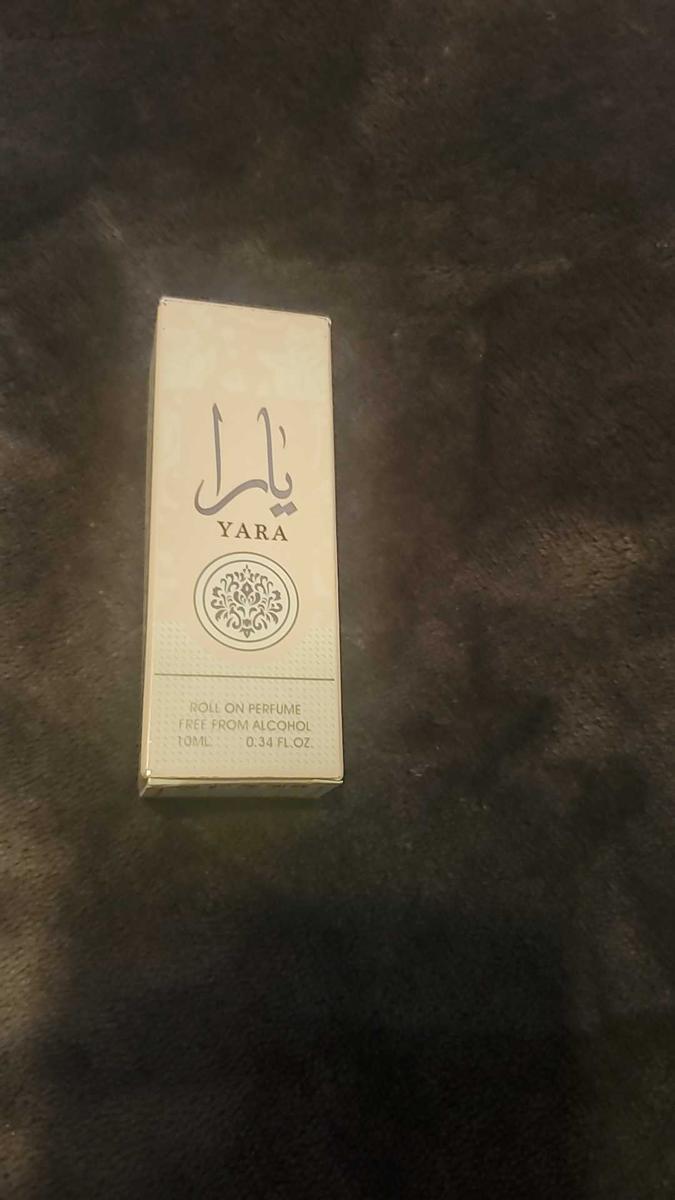 يارا
YARA
ROLL ON PERFUME
FREE FROM ALCOHOL
10ML. 0.34 FL.OZ.